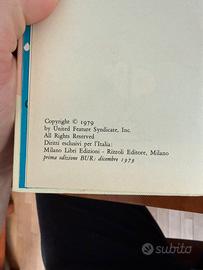 Copyright © 1979
by United Feature Syndicate, Inc.
All Rights Reserved
Diritti esclusivi per l'Italia:
Milano Libri Edizioni - Rizzoli Editore, Milano
prima edizione BUR: dicembre 1979
subito